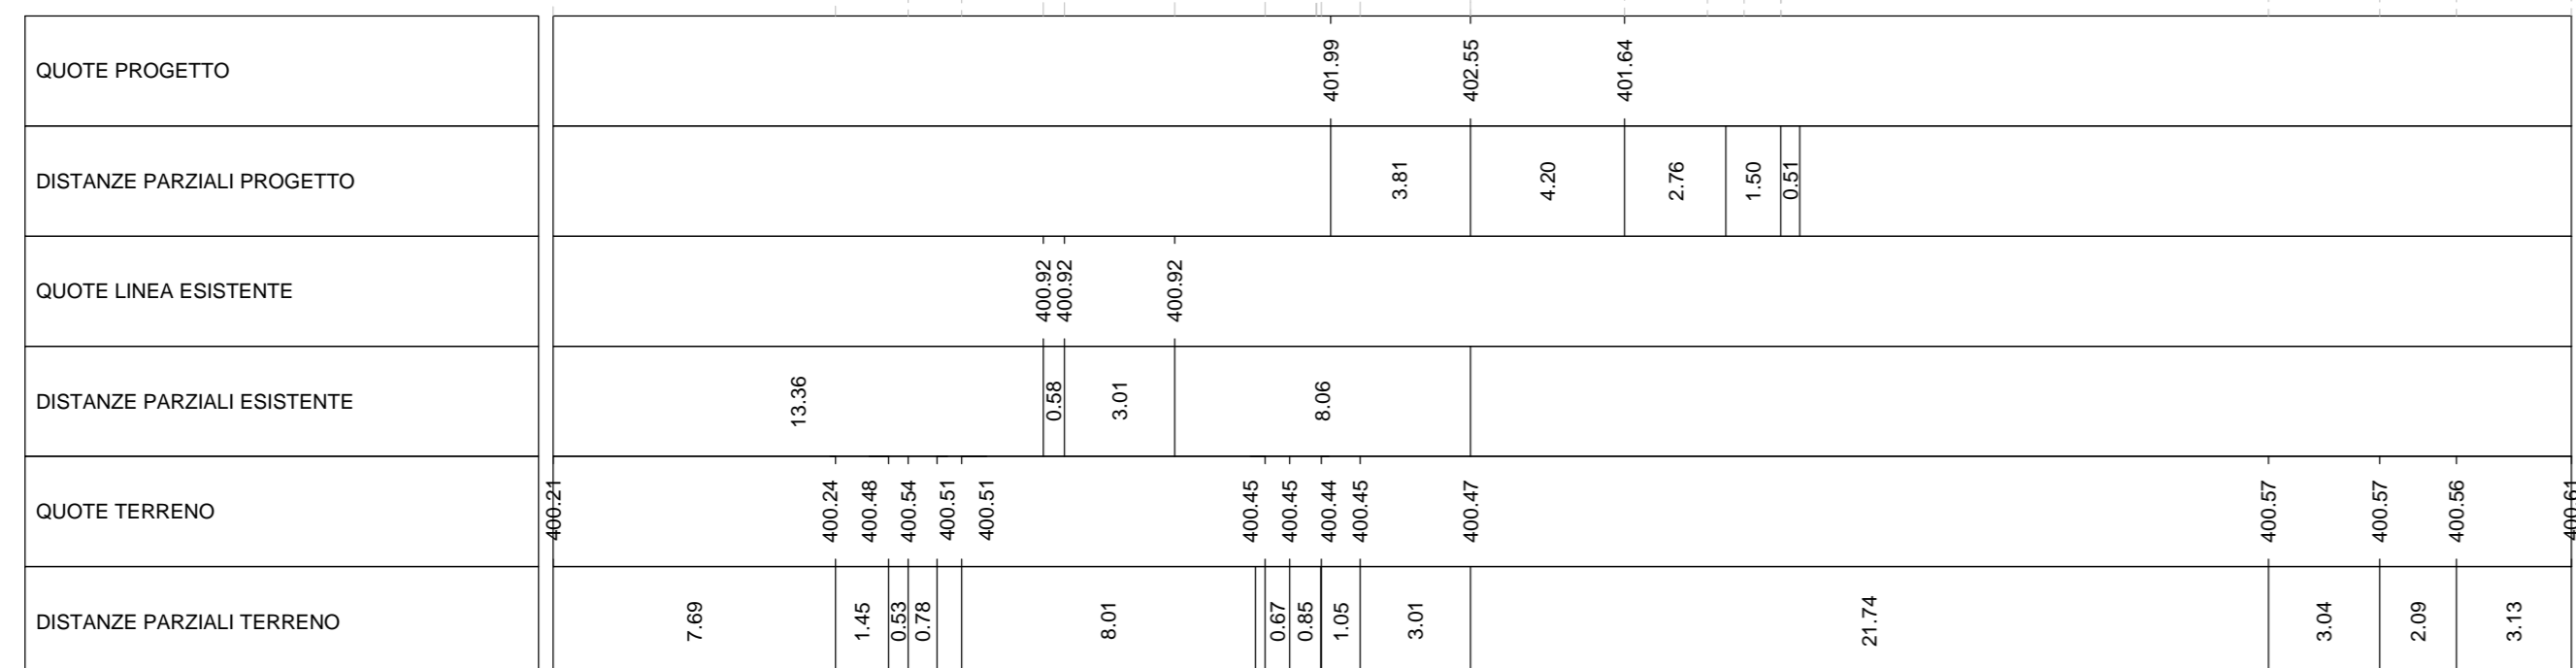 QUOTE PROGETTO
401.99 402.55 401.64
DISTANZE PARZIALI PROGETTO
3.81 4.20 2.76 1.50 0.51
QUOTE LINEA ESISTENTE
400.92 400.92 400.92
DISTANZE PARZIALI ESISTENTE
13.36 0.58 3.01 8.06
QUOTE TERRENO
400.21 400.24 400.48 400.54 400.51 400.51 400.45 400.45 400.44 400.45 400.47 400.57 400.57 400.56 400.61
DISTANZE PARZIALI TERRENO
7.69 1.45 0.53 0.78 8.01 0.67 0.85 1.05 3.01 21.74 3.04 2.09 3.13